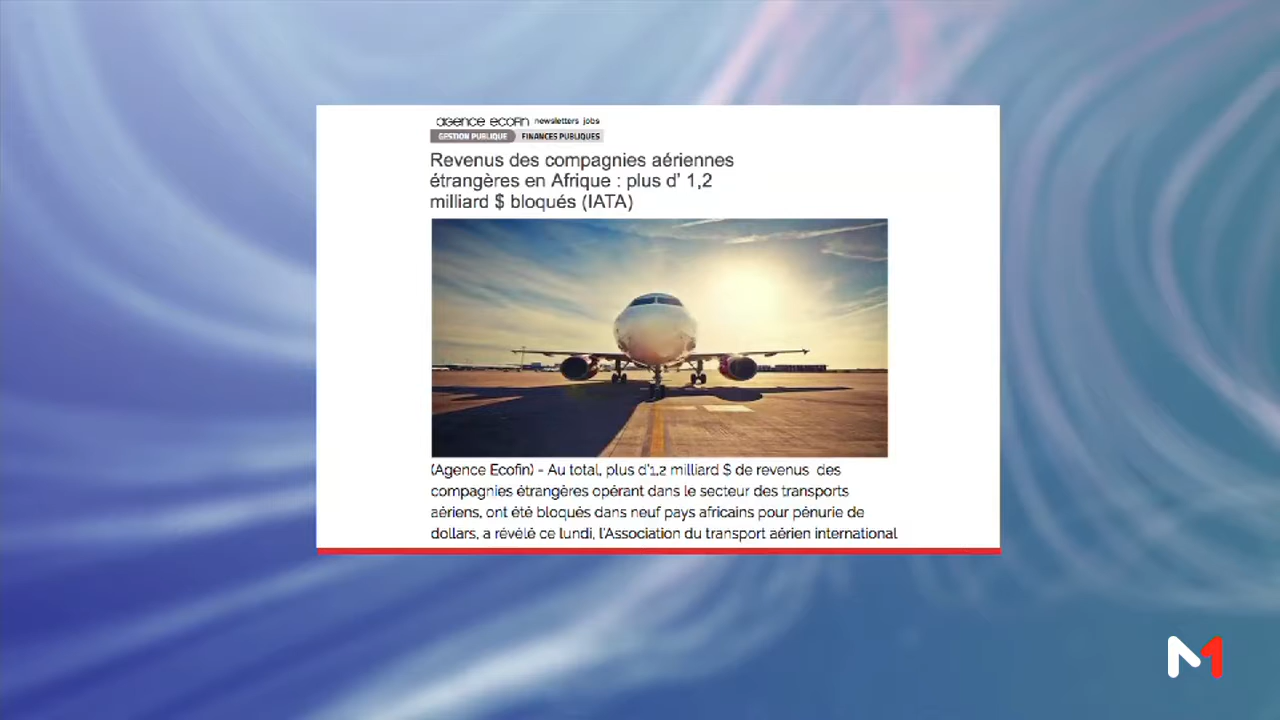 agence ecofin newsletters jobs
GESTION PUBLIQUE FINANCES PUBLIQUES
Revenus des compagnies aériennes
étrangères en Afrique : plus d' 1,2
milliard $ bloqués (IATA)
(Agence Ecofin) - Au total, plus d'1,2 milliard $ de revenus des
compagnies étrangères opérant dans le secteur des transports
aériens, ont été bloqués dans neuf pays africains pour pénurie de
dollars, a révélé ce lundi, l'Association du transport aérien international
M1